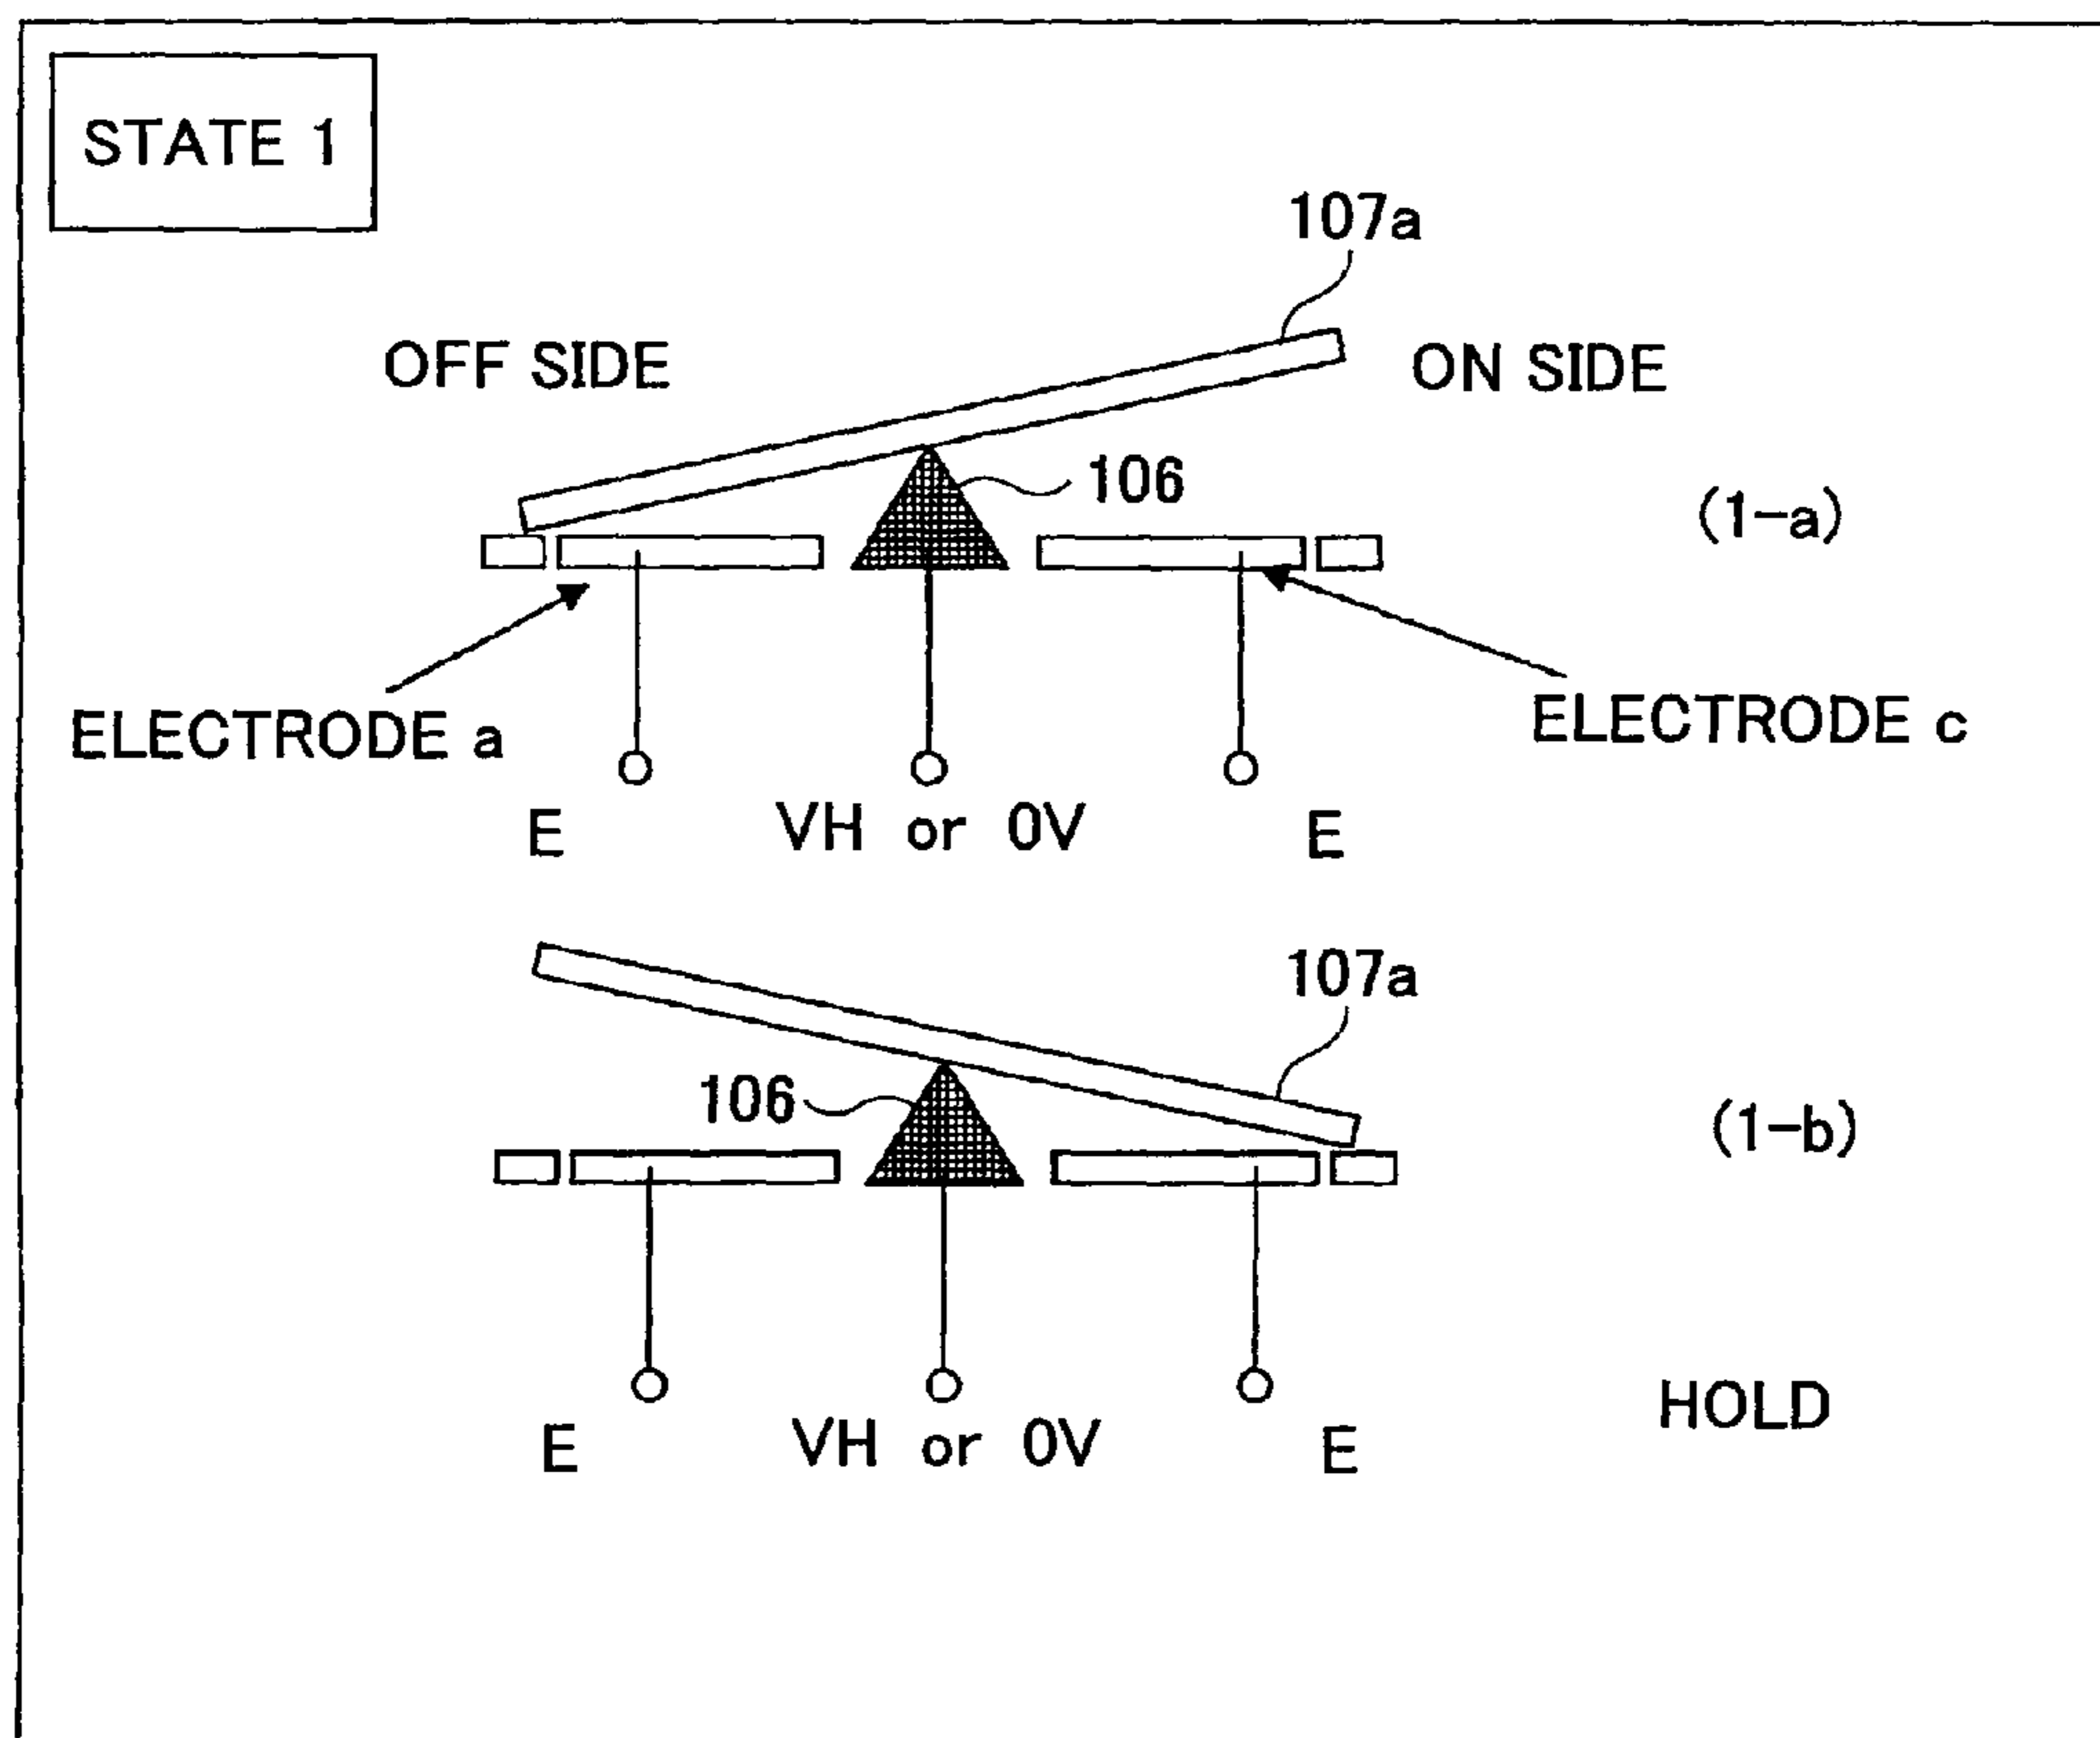 STATE 1
107a
OFF SIDE
ON SIDE
106
(1-a)
ELECTRODE a
ELECTRODE c
E
VH or 0V
E
107a
106
(1-b)
HOLD
E
VH or 0V
E